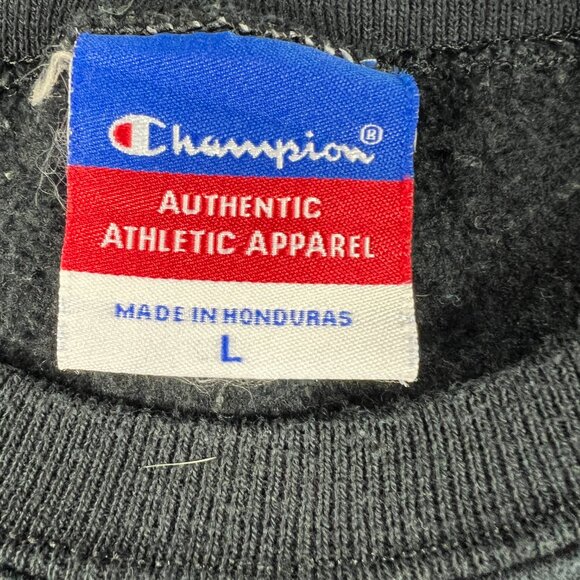 Champion®
AUTHENTIC
ATHLETIC APPAREL
MADE IN HONDURAS
L